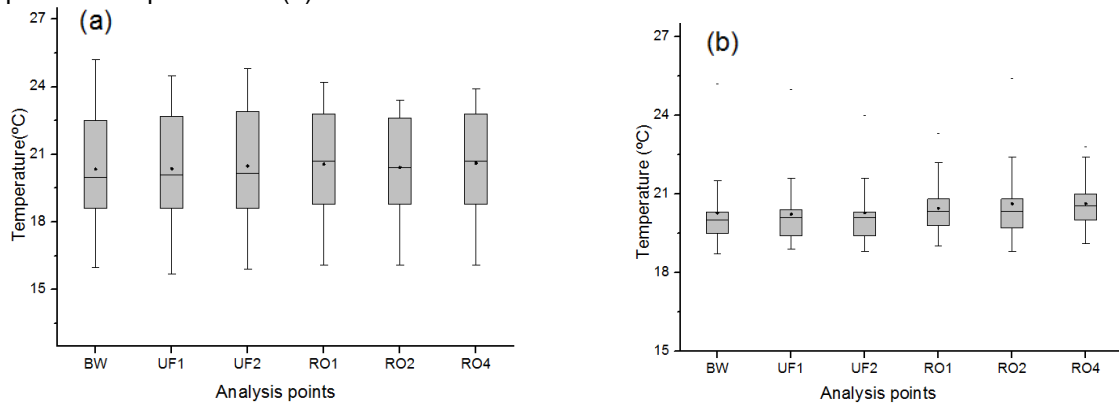 (a)
27
24
21
18
15
Temperature(ºC)
BW UF1 UF2 RO1 RO2 RO4
Analysis points
(b)
27
24
21
18
15
Temperature (ºC)
BW UF1 UF2 RO1 RO2 RO4
Analysis points